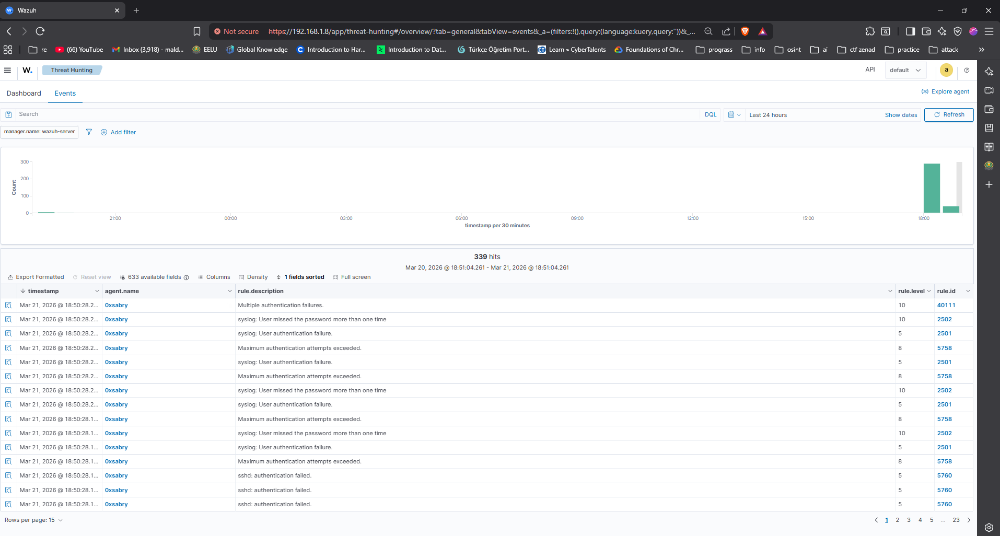 Wazuh
Not secure https://192.168.1.8/app/threat-hunting#/overview/?tab=general&tabView=events&_a=(filters:!(),query:(language:kuery,query:''))&_...
re (66) YouTube Inbox (3,918) - mald... EELU Global Knowledge Introduction to Har... Introduction to Dat... Türkçe Öğretim Port... Learn » CyberTalents Foundations of Chr... prograss info osint ai ctf zenad practice attack »
W. Threat Hunting API default a
Dashboard Events Explore agent
Search DQL Last 24 hours Show dates Refresh
manager.name: wazuh-server Add filter
Count
300
200
100
0
21:00 00:00 03:00 06:00 09:00 12:00 15:00 18:00
timestamp per 30 minutes
339 hits
Mar 20, 2026 @ 18:51:04.261 - Mar 21, 2026 @ 18:51:04.261
Export Formatted Reset view 633 available fields Columns Density 1 fields sorted Full screen
timestamp agent.name rule.description rule.level rule.id
Mar 21, 2026 @ 18:50:28.2... 0xsabry Multiple authentication failures. 10 40111
Mar 21, 2026 @ 18:50:28.2... 0xsabry syslog: User missed the password more than one time 10 2502
Mar 21, 2026 @ 18:50:28.2... 0xsabry syslog: User authentication failure. 5 2501
Mar 21, 2026 @ 18:50:28.2... 0xsabry Maximum authentication attempts exceeded. 8 5758
Mar 21, 2026 @ 18:50:28.2... 0xsabry syslog: User authentication failure. 5 2501
Mar 21, 2026 @ 18:50:28.2... 0xsabry Maximum authentication attempts exceeded. 8 5758
Mar 21, 2026 @ 18:50:28.2... 0xsabry syslog: User missed the password more than one time 10 2502
Mar 21, 2026 @ 18:50:28.2... 0xsabry syslog: User authentication failure. 5 2501
Mar 21, 2026 @ 18:50:28.1... 0xsabry Maximum authentication attempts exceeded. 8 5758
Mar 21, 2026 @ 18:50:28.1... 0xsabry syslog: User missed the password more than one time 10 2502
Mar 21, 2026 @ 18:50:28.1... 0xsabry syslog: User authentication failure. 5 2501
Mar 21, 2026 @ 18:50:28.1... 0xsabry Maximum authentication attempts exceeded. 8 5758
Mar 21, 2026 @ 18:50:28.1... 0xsabry sshd: authentication failed. 5 5760
Mar 21, 2026 @ 18:50:28.1... 0xsabry sshd: authentication failed. 5 5760
Mar 21, 2026 @ 18:50:28.1... 0xsabry sshd: authentication failed. 5 5760
Rows per page: 15 1 2 3 4 5 ... 23